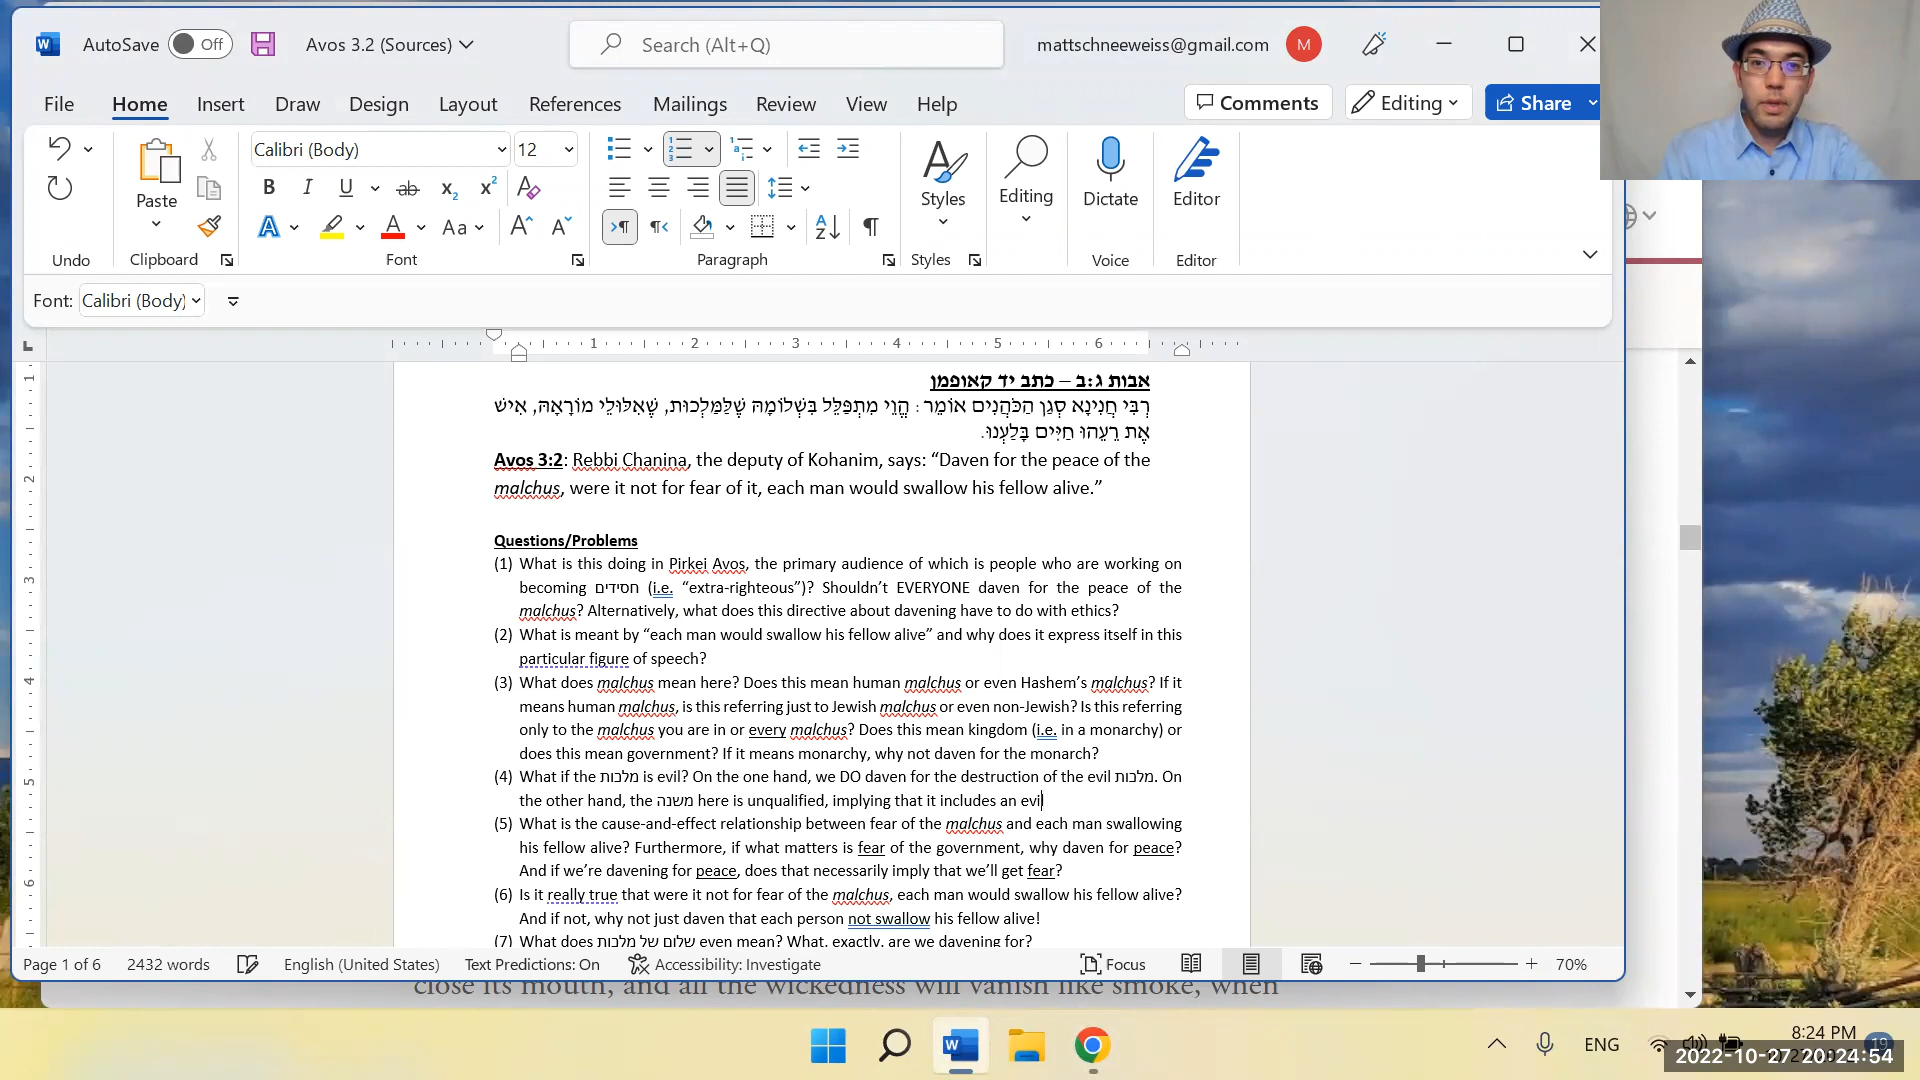 AutoSave Off Avos 3.2 (Sources) Search (Alt+Q) mattschneeweiss@gmail.com M
File Home Insert Draw Design Layout References Mailings Review View Help Comments Editing Share
Calibri (Body) 12
Paste Styles Editing Dictate Editor
Undo Clipboard Font Paragraph Styles Voice Editor
Font: Calibri (Body)
1 2 3 4 5 6
אבות ג:ב – כתב יד קאופמן
רְבִּי חֲנִינָא סְגַן הַכֹּהֲנִים אוֹמֵר : הֱוֵי מִתְפַּלֵּל בִּשְׁלוֹמָהּ שֶׁלַּמַּלְכוּת, שֶׁאִלּוּלֵי מוֹרָאָהּ, אִישׁ
אֶת רֵעֵהוּ חַיִּים בָּלַעְנוּ.
Avos 3:2: Rebbi Chanina, the deputy of Kohanim, says: “Daven for the peace of the
malchus, were it not for fear of it, each man would swallow his fellow alive.”
Questions/Problems
(1) What is this doing in Pirkei Avos, the primary audience of which is people who are working on
becoming חסידים (i.e. “extra-righteous”)? Shouldn’t EVERYONE daven for the peace of the
malchus? Alternatively, what does this directive about davening have to do with ethics?
(2) What is meant by “each man would swallow his fellow alive” and why does it express itself in this
particular figure of speech?
(3) What does malchus mean here? Does this mean human malchus or even Hashem’s malchus? If it
means human malchus, is this referring just to Jewish malchus or even non-Jewish? Is this referring
only to the malchus you are in or every malchus? Does this mean kingdom (i.e. in a monarchy) or
does this mean government? If it means monarchy, why not daven for the monarch?
(4) What if the מלכות is evil? On the one hand, we DO daven for the destruction of the evil מלכות. On
the other hand, the משנה here is unqualified, implying that it includes an evil
(5) What is the cause-and-effect relationship between fear of the malchus and each man swallowing
his fellow alive? Furthermore, if what matters is fear of the government, why daven for peace?
And if we’re davening for peace, does that necessarily imply that we’ll get fear?
(6) Is it really true that were it not for fear of the malchus, each man would swallow his fellow alive?
And if not, why not just daven that each person not swallow his fellow alive!
(7) What does שלום של מלכות even mean? What, exactly, are we davening for?
Page 1 of 6 2432 words English (United States) Text Predictions: On Accessibility: Investigate Focus 70%
close its mouth, and all the wickedness will vanish like smoke, when
ENG 8:24 PM 19
2022-10-27 20:24:54